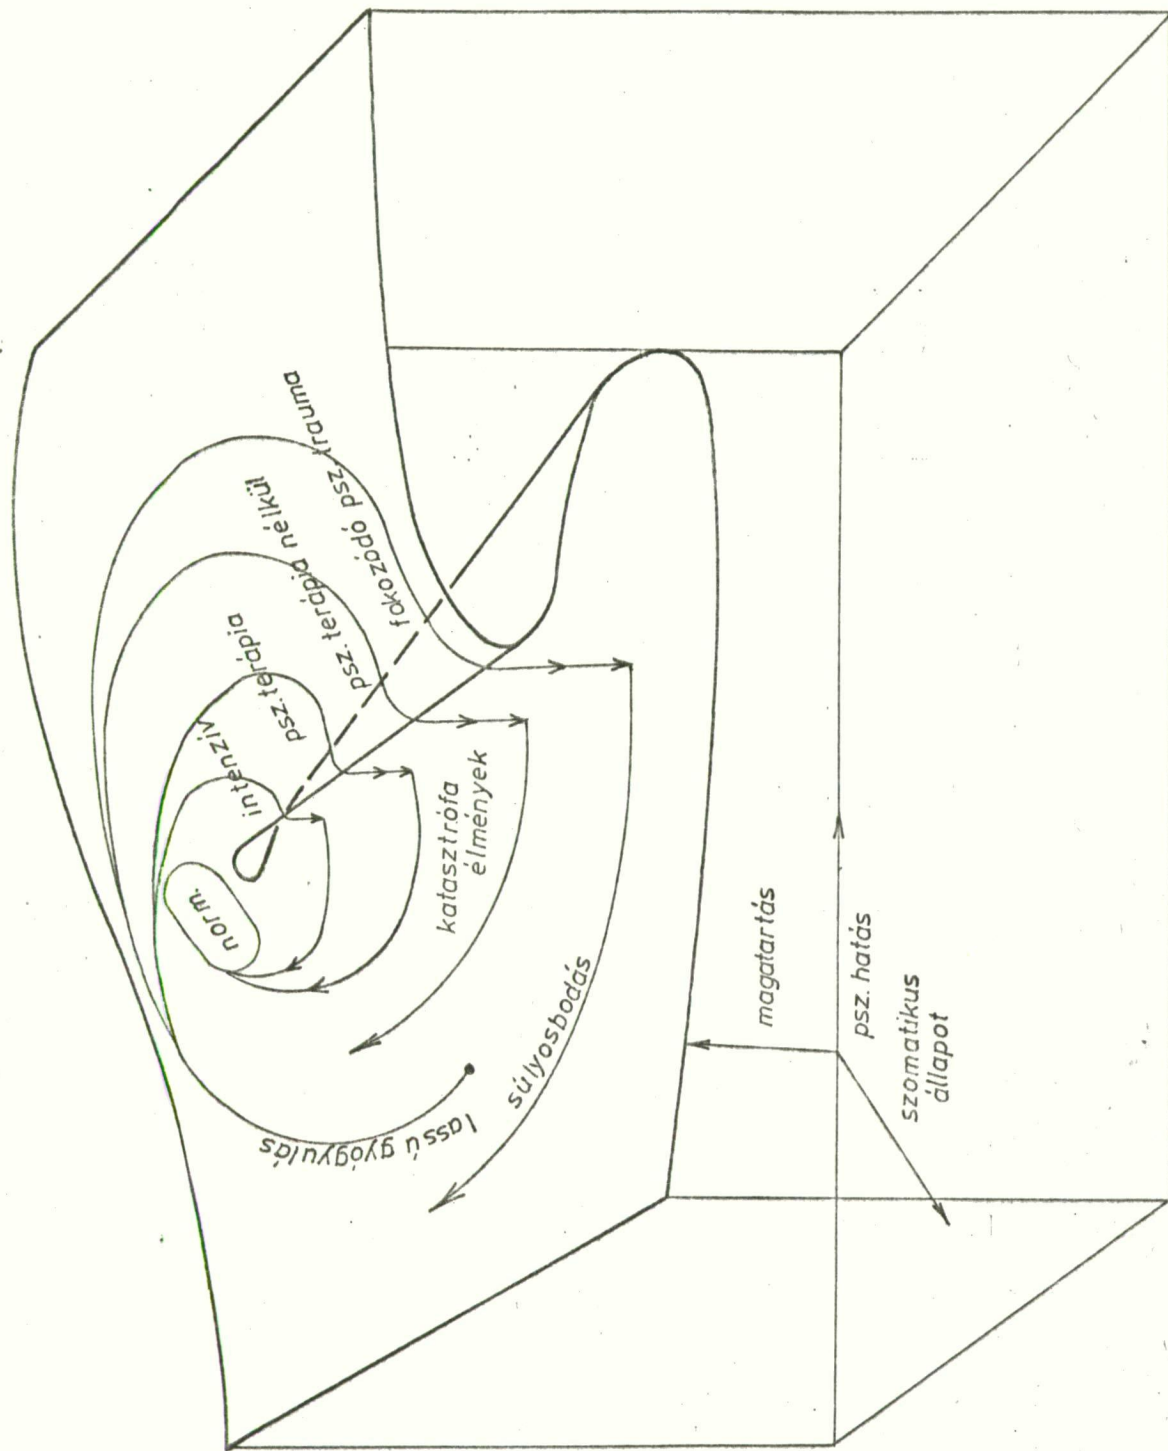 fokozódó psz. trauma
psz. terápia nélkül
psz. terápia
intenzív
norm.
katasztrófa
élmények
súlyosbodás
lassú gyógyulás
magatartás
psz. hatás
szomatikus
állapot